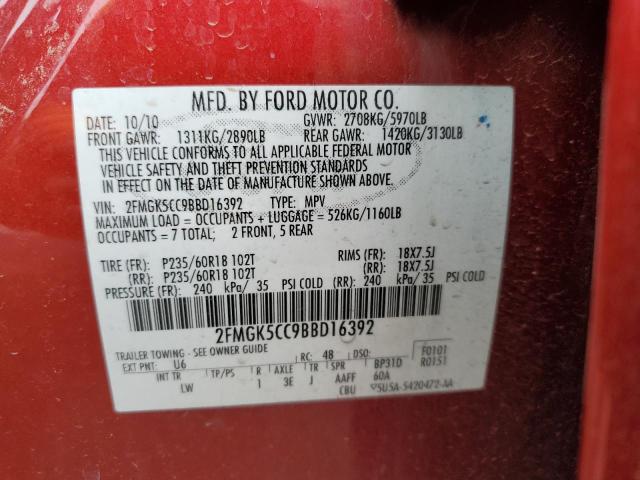 MFD. BY FORD MOTOR CO.
DATE: 10/10 GVWR: 2708KG/5970LB
FRONT GAWR: 1311KG/2890LB REAR GAWR: 1420KG/3130LB
THIS VEHICLE CONFORMS TO ALL APPLICABLE FEDERAL MOTOR
VEHICLE SAFETY AND THEFT PREVENTION STANDARDS
IN EFFECT ON THE DATE OF MANUFACTURE SHOWN ABOVE.
VIN: 2FMGK5CC9BBD16392 TYPE: MPV
MAXIMUM LOAD = OCCUPANTS + LUGGAGE = 526KG/1160LB
OCCUPANTS = 7 TOTAL: 2 FRONT, 5 REAR
TIRE (FR): P235/60R18 102T RIMS (FR): 18X7.5J
(RR): P235/60R18 102T (RR): 18X7.5J
PRESSURE (FR): 240 kPa/ 35 PSI COLD (RR): 240 kPa/ 35 PSI COLD
2FMGK5CC9BBD16392
TRAILER TOWING - SEE OWNER GUIDE
EXT PNT: U6 RC: 48 DSO: F0101
INT TR TP/PS R AXLE TR SPR BP31D R0151
LW 1 3E J AAFF 60A
CBU 5U5A-5420472-AA